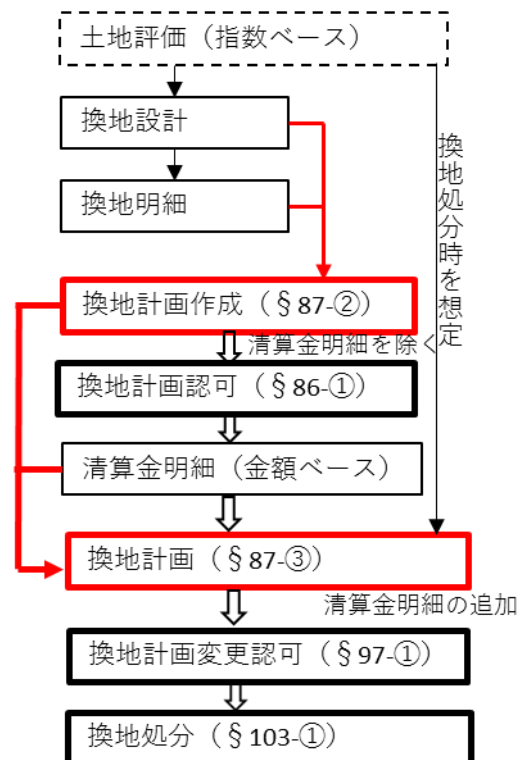 土地評価（指数ベース）
換地設計
換地明細
換地処分時を想定
換地計画作成（§87-②）
清算金明細を除く
換地計画認可（§86-①）
清算金明細（金額ベース）
換地計画（§87-③）
清算金明細の追加
換地計画変更認可（§97-①）
換地処分（§103-①）